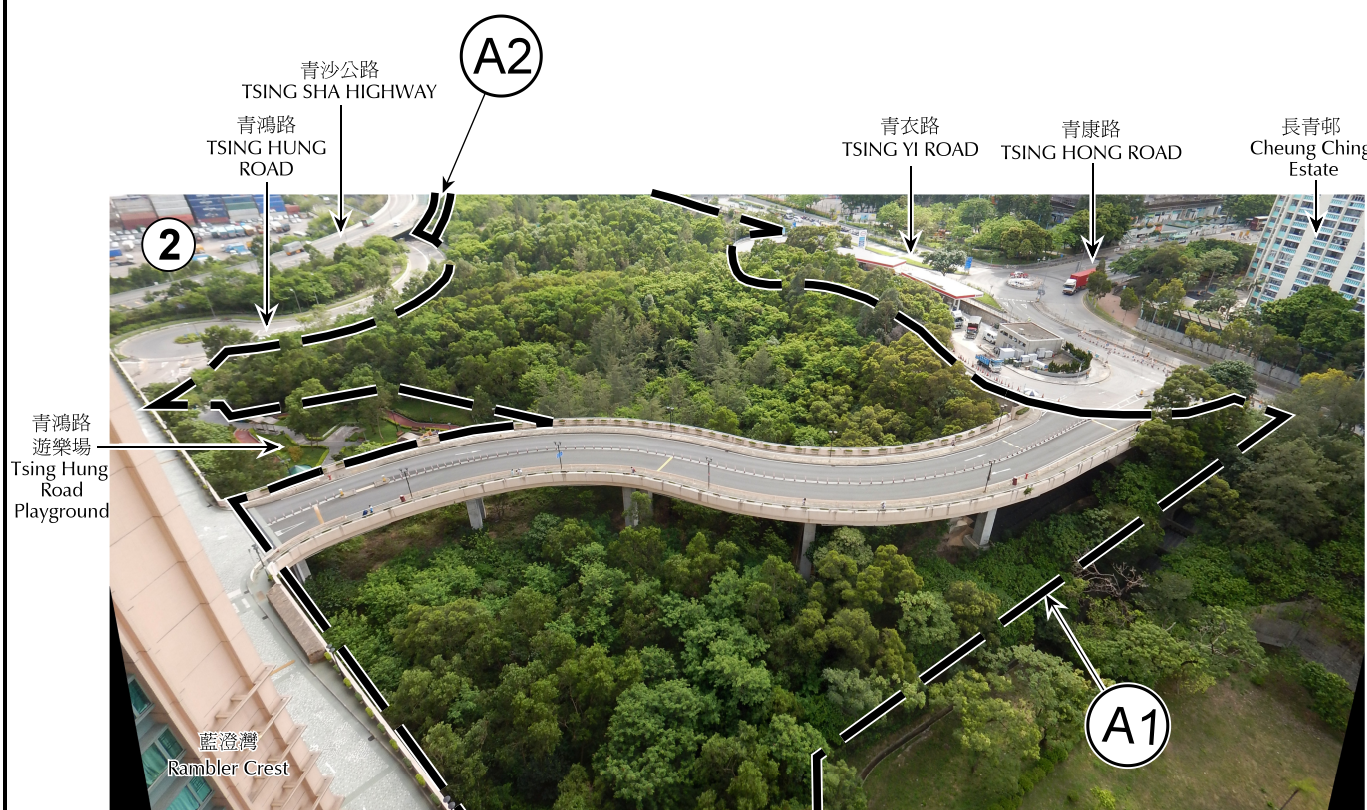 A2
青沙公路
TSING SHA HIGHWAY
青鴻路
TSING HUNG
ROAD
青衣路
TSING YI ROAD
青康路
TSING HONG ROAD
長青邨
Cheung Ching
Estate
2
青鴻路
遊樂場
Tsing Hung
Road
Playground
A1
藍澄灣
Rambler Crest